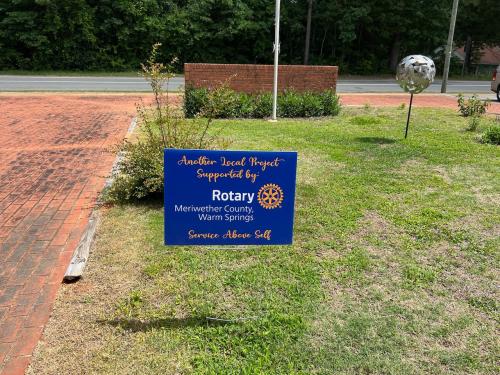 Another Local Project
Supported by:
Rotary
Meriwether County,
Warm Springs
Service Above Self